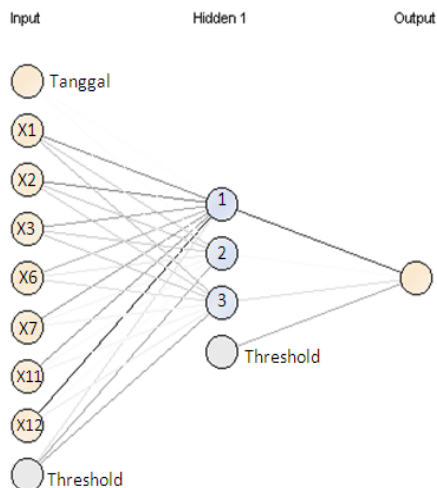 Input Hidden 1 Output
Tanggal
X1
X2
X3
X6
X7
X11
X12
Threshold
1
2
3
Threshold